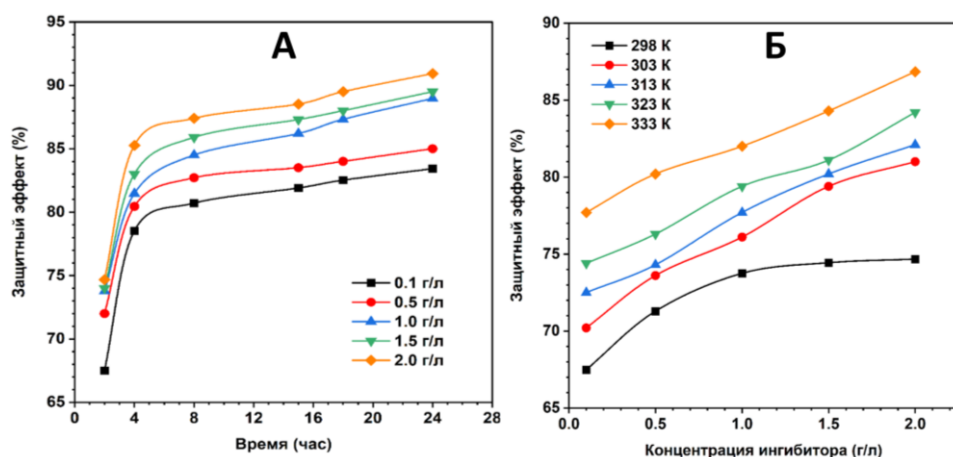 А
95
90
85
80
75
70
65
Защитный эффект (%)
0.1 г/л
0.5 г/л
1.0 г/л
1.5 г/л
2.0 г/л
0 4 8 12 16 20 24 28
Время (час)
Б
90
85
80
75
70
65
Защитный эффект (%)
298 К
303 К
313 К
323 К
333 К
0.0 0.5 1.0 1.5 2.0
Концентрация ингибитора (г/л)